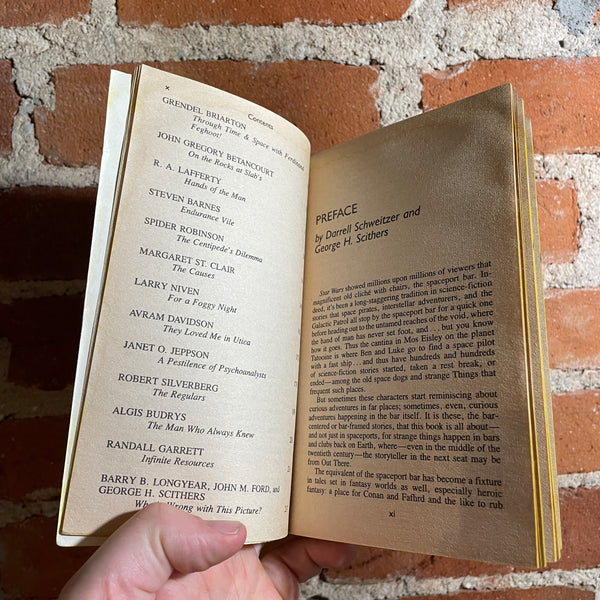 x
Contents
GRENDEL BRIARTON
Through Time & Space with Ferdinand
Feghoot!
JOHN GREGORY BETANCOURT
On the Rocks at Slab's
R. A. LAFFERTY
Hands of the Man
STEVEN BARNES
Endurance Vile
SPIDER ROBINSON
The Centipede's Dilemma
MARGARET ST. CLAIR
The Causes
LARRY NIVEN
For a Foggy Night
AVRAM DAVIDSON
They Loved Me in Utica
JANET O. JEPPSON
A Pestilence of Psychoanalysts
ROBERT SILVERBERG
The Regulars
ALGIS BUDRYS
The Man Who Always Knew
RANDALL GARRETT
Infinite Resources
BARRY B. LONGYEAR, JOHN M. FORD, and
GEORGE H. SCITHERS
Wrong with This Picture?
PREFACE
by Darrell Schweitzer and
George H. Scithers
Star Wars showed millions upon millions of viewers that
magnificent old cliché with chairs, the spaceport bar. In-
deed, it's been a long-staggering tradition in science-fiction
stories that space pirates, interstellar adventurers, and the
Galactic Patrol all stop by the spaceport bar for a quick one
before heading out to the untamed reaches of the void, where
the hand of man has never set foot, and . . . but you know
how it goes. Thus the cantina in Mos Eisley on the planet
Tatooine is where Ben and Luke go to find a space pilot
with a fast ship . . . and thus have hundreds and hundreds
of science-fiction stories started, taken a rest break, or
ended—among the old space dogs and strange Things that
frequent such places.
But sometimes these characters start reminiscing about
curious adventures in far places; sometimes, even, curious
adventures happening in the bar itself. It is these, the bar-
centered or bar-framed stories, that this book is all about—
and not just in spaceports, for strange things happen in bars
and clubs back on Earth, where—even in the middle of the
twentieth century—the storyteller in the next seat may be
from Out There.
The equivalent of the spaceport bar has become a fixture
in tales set in fantasy worlds as well, especially heroic
fantasy: a place for Conan and Fafhrd and the like to rub
xi